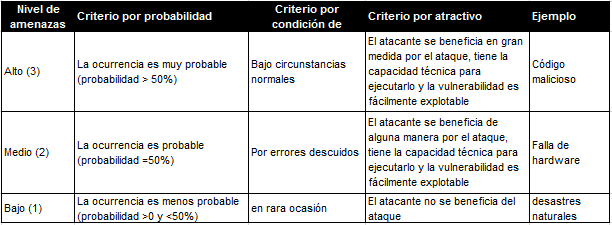 Nivel de amenazas
Criterio por probabilidad
Criterio por condición de
Criterio por atractivo
Ejemplo
Alto (3)
La ocurrencia es muy probable
(probabilidad > 50%)
Bajo circunstancias
normales
El atacante se beneficia en gran
medida por el ataque, tiene la
capacidad técnica para
ejecutarlo y la vulnerabilidad es
fácilmente explotable
Código
malicioso
Medio (2)
La ocurrencia es probable
(probabilidad =50%)
Por errores descuidos
El atacante se beneficia de
alguna manera por el ataque,
tiene la capacidad técnica para
ejecutarlo y la vulnerabilidad es
fácilmente explotable
Falla de
hardware
Bajo (1)
La ocurrencia es menos probable
(probabilidad >0 y <50%)
en rara ocasión
El atacante no se beneficia del
ataque
desastres
naturales